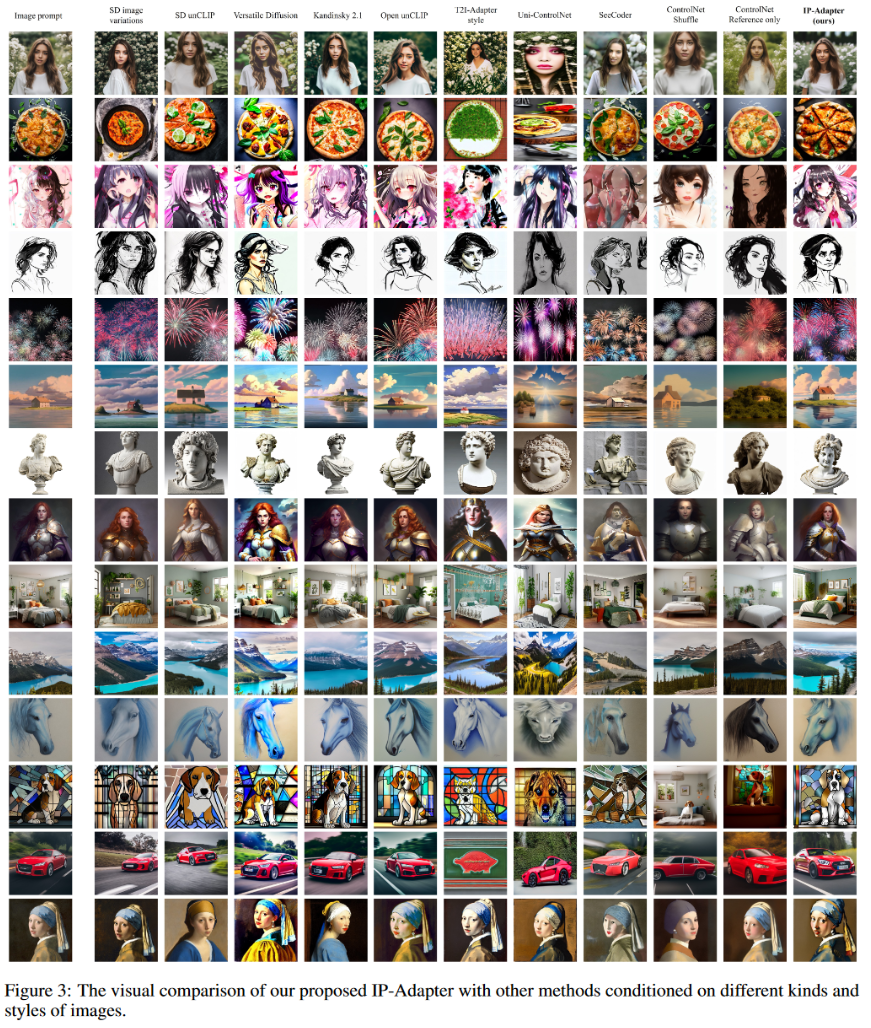 Image prompt
SD image
variations
SD unCLIP
Versatile Diffusion
Kandinsky 2.1
Open unCLIP
T2I-Adapter
style
Uni-ControlNet
SeeCoder
ControlNet
Shuffle
ControlNet
Reference only
IP-Adapter
(ours)
Figure 3: The visual comparison of our proposed IP-Adapter with other methods conditioned on different kinds and
styles of images.